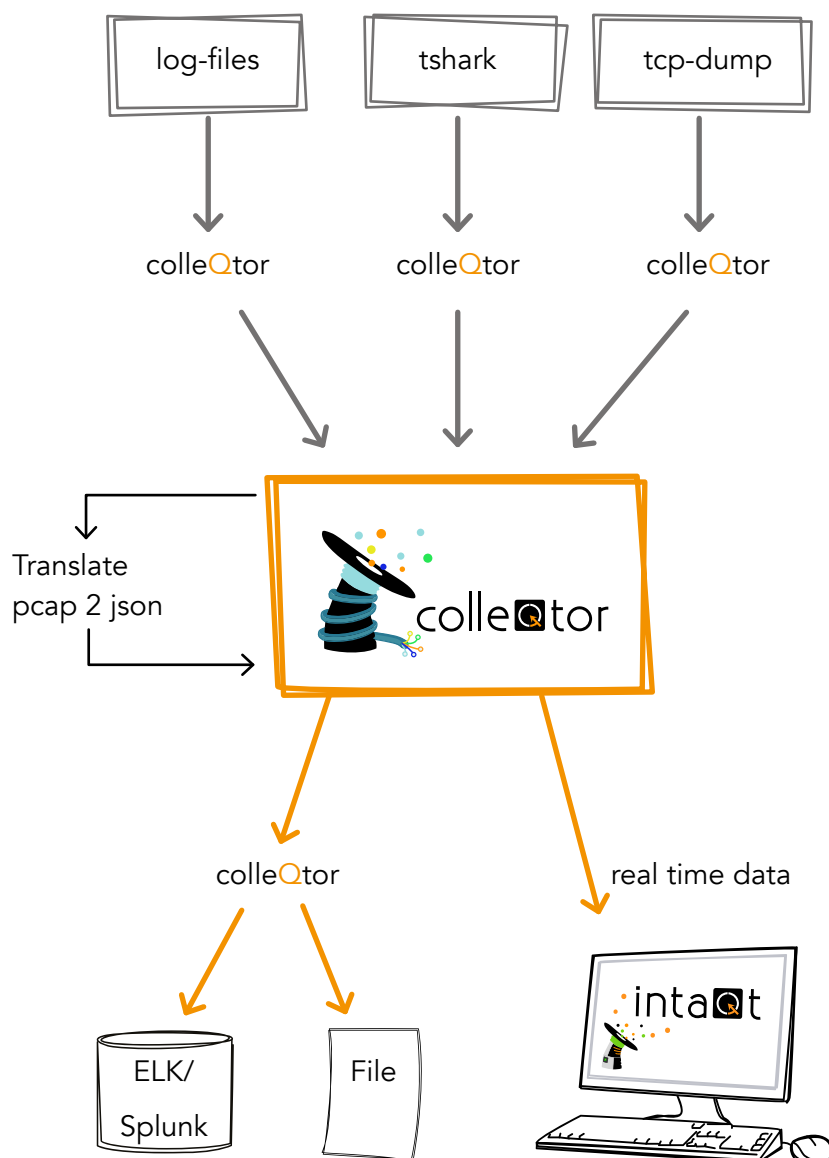 log-files
tshark
tcp-dump
colleQtor
colleQtor
colleQtor
Translate
pcap 2 json
colleQtor
colleQtor
real time data
intaQt
ELK/
Splunk
File